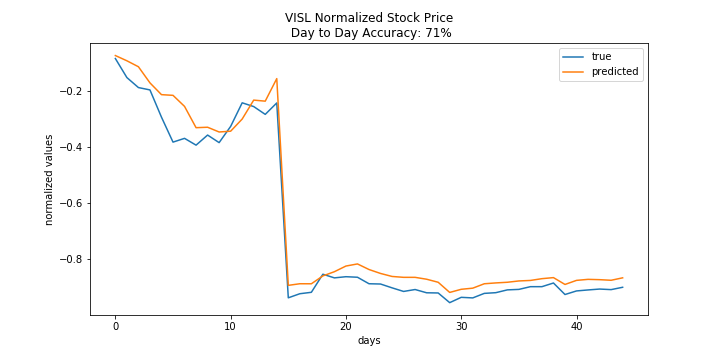 VISL Normalized Stock Price
Day to Day Accuracy: 71%
true
predicted
normalized values
−0.2
−0.4
−0.6
−0.8
0
10
20
30
40
days